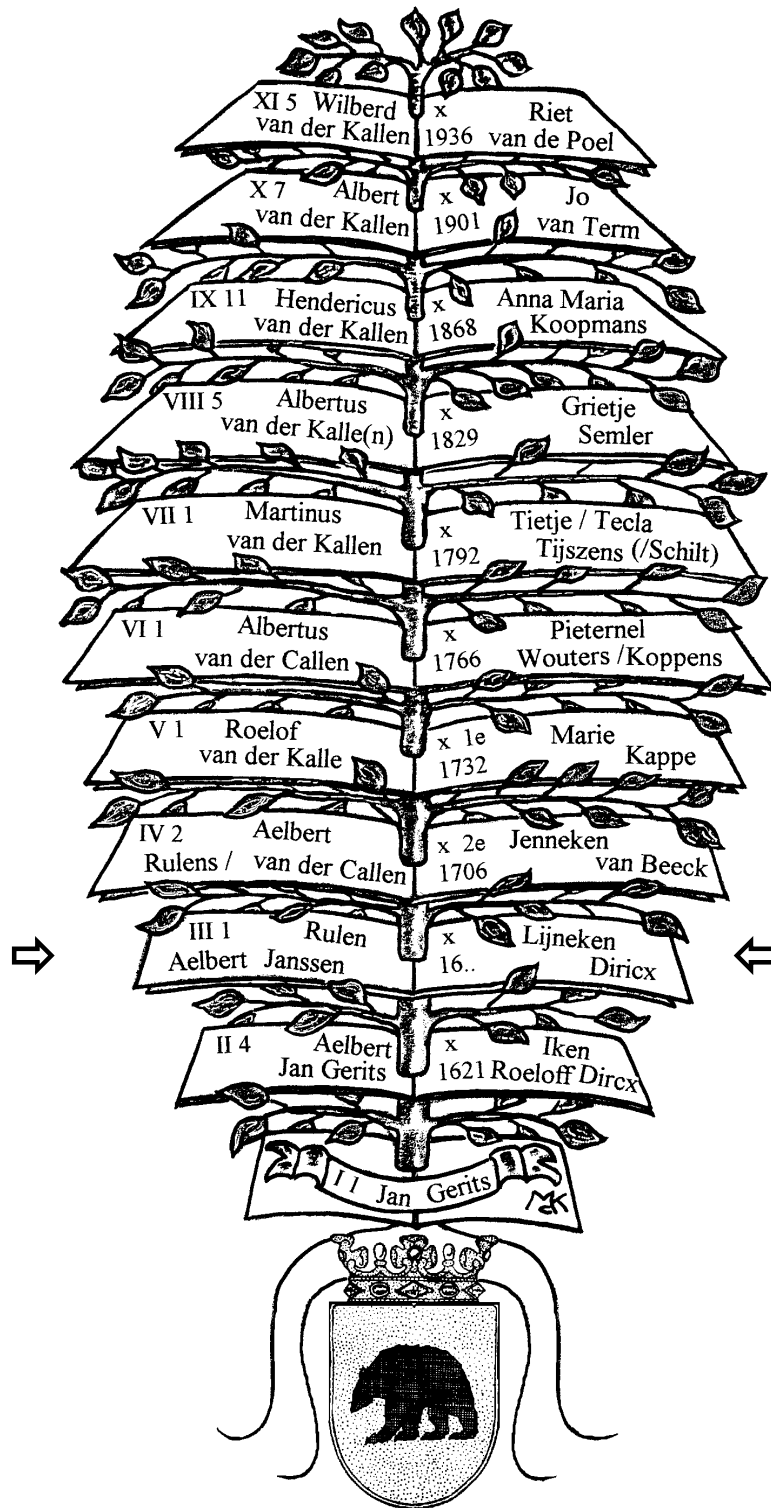 XI 5 Wilberd
van der Kallen
x
1936
Riet
van de Poel
X 7 Albert
van der Kallen
x
1901
Jo
van Term
IX 11 Hendericus
van der Kallen
x
1868
Anna Maria
Koopmans
VIII 5 Albertus
van der Kalle(n)
x
1829
Grietje
Semler
VII 1 Martinus
van der Kallen
x
1792
Tietje / Tecla
Tijszens (/Schilt)
VI 1 Albertus
van der Callen
x
1766
Pieternel
Wouters /Koppens
V 1 Roelof
van der Kalle
x 1e
1732
Marie
Kappe
IV 2 Aelbert
Rulens / van der Callen
x 2e
1706
Jenneken
van Beeck
III 1 Rulen
Aelbert Janssen
x
16..
Lijneken
Diricx
II 4 Aelbert
Jan Gerits
x
1621
Iken
Roeloff Dircx
I 1 Jan Gerits
MvK